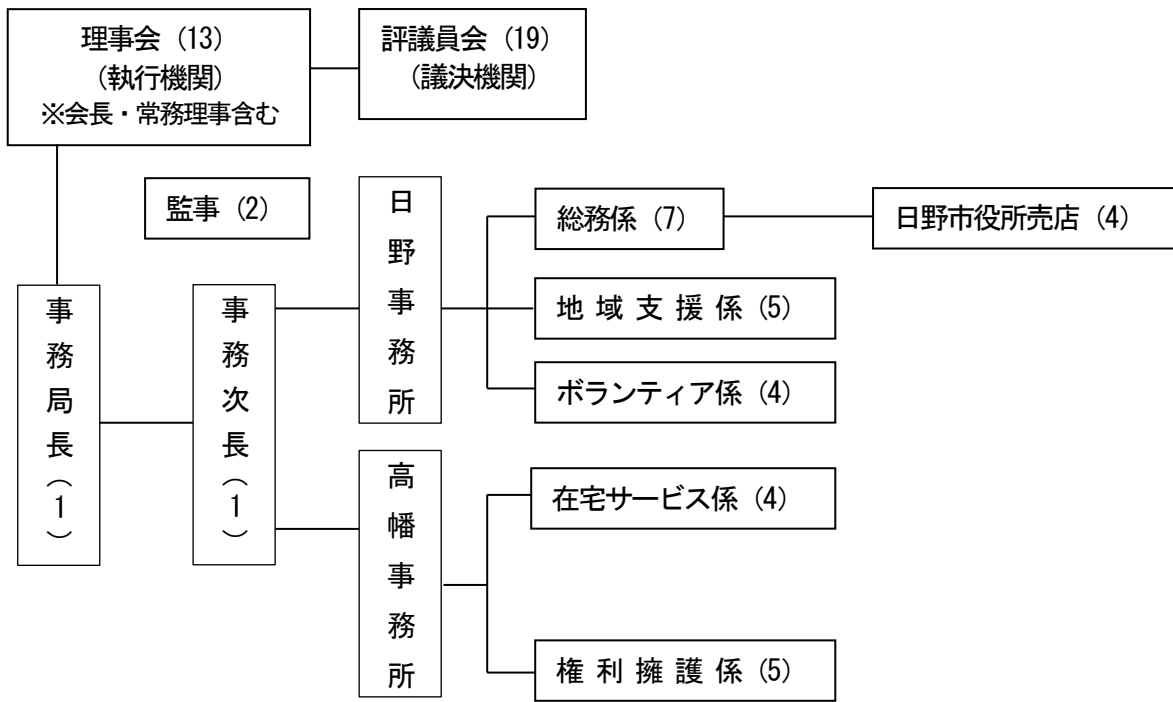 理事会（13）
（執行機関）
※会長・常務理事含む
評議員会（19）
（議決機関）
監事（2）
事務局長（1）
事務次長（1）
日野事務所
総務係（7）
日野市役所売店（4）
地域支援係（5）
ボランティア係（4）
高幡事務所
在宅サービス係（4）
権利擁護係（5）